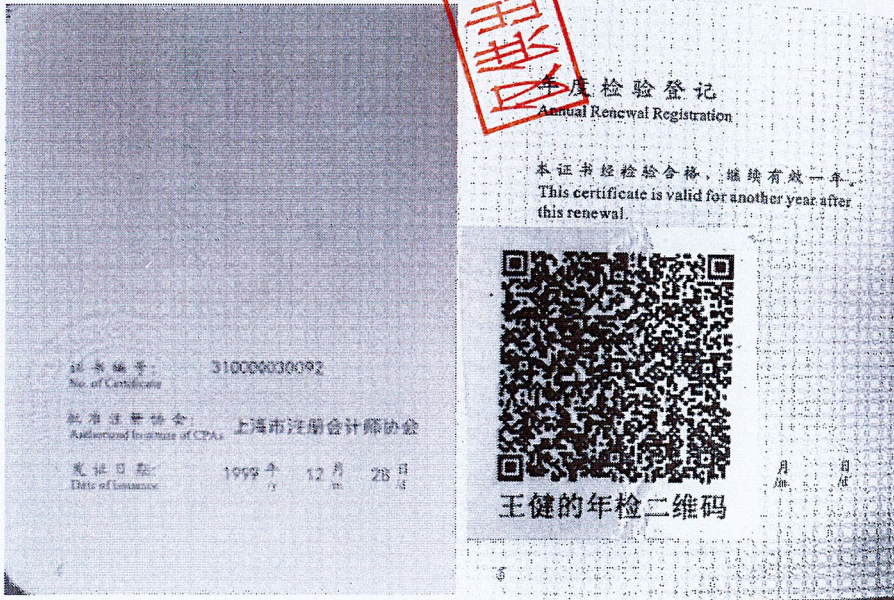 证书编号:
No. of Certificate
310000030092
批准注册协会:
Authorized Institute of CPAs
上海市注册会计师协会
发证日期:
Date of Issuance
1999 年 12 月 28 日
/y /m /d
年度检验登记
Annual Renewal Registration
本证书经检验合格,继续有效一年。
This certificate is valid for another year after
this renewal.
王健的年检二维码
月 日
/m /d
6